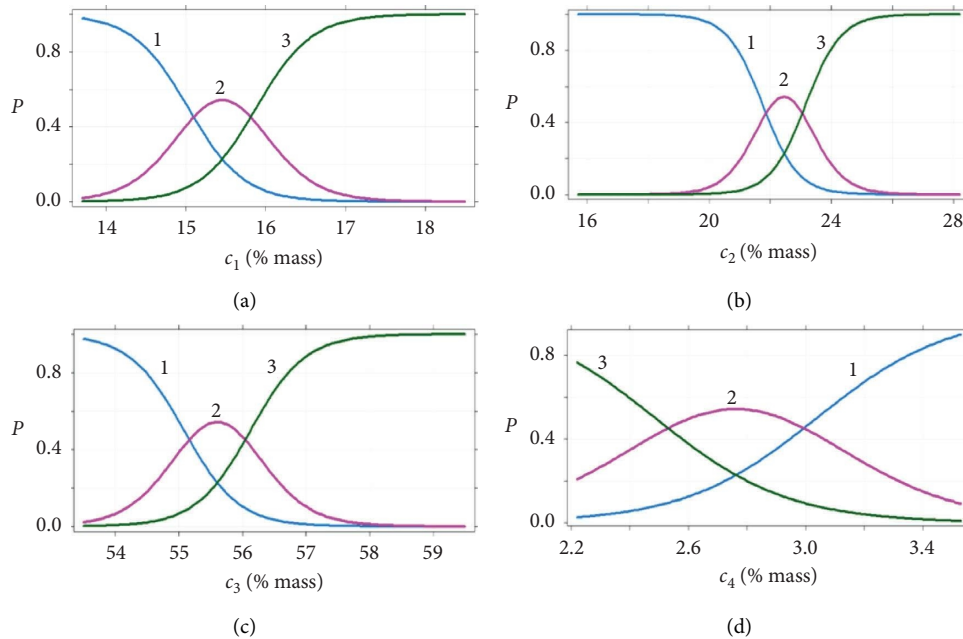 0.8
0.4
0.0
P
1
2
3
14 15 16 17 18
c1 (% mass)
(a)
0.8
0.4
0.0
P
1
2
3
16 20 24 28
c2 (% mass)
(b)
0.8
0.4
0.0
P
1
2
3
54 55 56 57 58 59
c3 (% mass)
(c)
0.8
0.4
0.0
P
3
2
1
2.2 2.6 3.0 3.4
c4 (% mass)
(d)